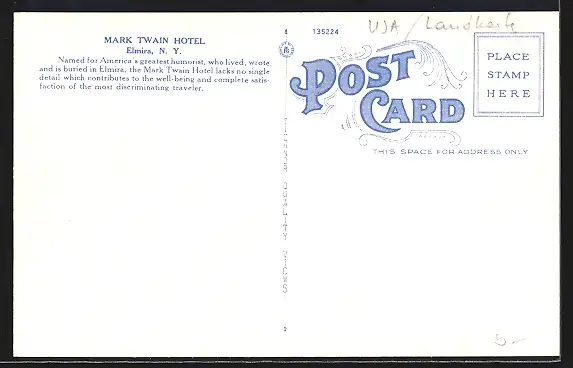 MARK TWAIN HOTEL
Elmira, N. Y.
Named for America's greatest humorist, who lived, wrote
and is buried in Elmira, the Mark Twain Hotel lacks no single
detail which contributes to the well-being and complete satis-
faction of the most discriminating traveler.
135224
USA / Landkarte
POST
CARD
PLACE
STAMP
HERE
THIS SPACE FOR ADDRESS ONLY
QUALITY VIEWS
5.-